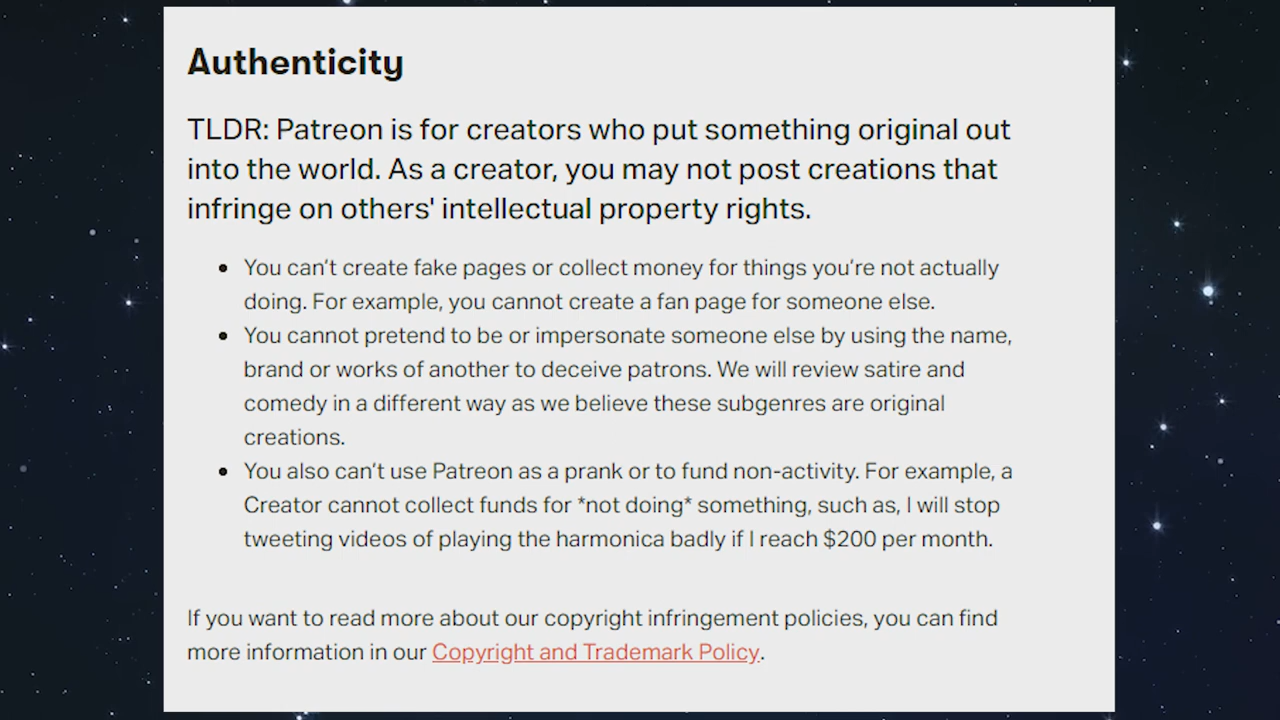 Authenticity
TLDR: Patreon is for creators who put something original out
into the world. As a creator, you may not post creations that
infringe on others' intellectual property rights.
• You can’t create fake pages or collect money for things you’re not actually
doing. For example, you cannot create a fan page for someone else.
• You cannot pretend to be or impersonate someone else by using the name,
brand or works of another to deceive patrons. We will review satire and
comedy in a different way as we believe these subgenres are original
creations.
• You also can’t use Patreon as a prank or to fund non-activity. For example, a
Creator cannot collect funds for *not doing* something, such as, I will stop
tweeting videos of playing the harmonica badly if I reach $200 per month.
If you want to read more about our copyright infringement policies, you can find
more information in our Copyright and Trademark Policy.